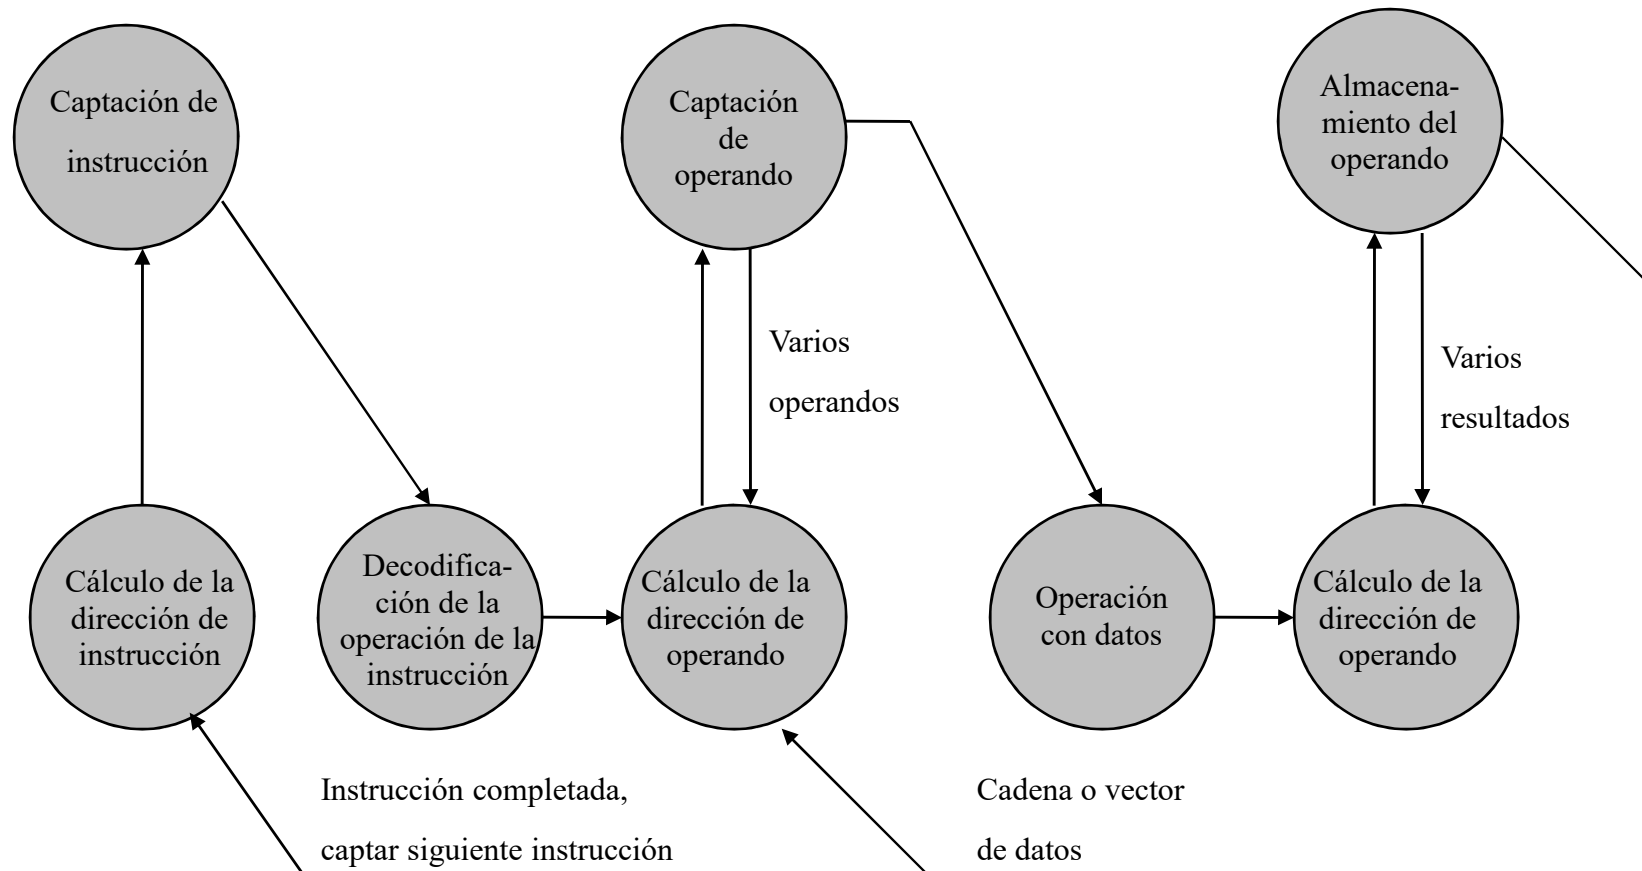 Captación de
instrucción
Captación
de
operando
Almacena-
miento del
operando
Varios
operandos
Varios
resultados
Cálculo de la
dirección de
instrucción
Decodifica-
ción de la
operación de la
instrucción
Cálculo de la
dirección de
operando
Operación
con datos
Cálculo de la
dirección de
operando
Instrucción completada,
captar siguiente instrucción
Cadena o vector
de datos